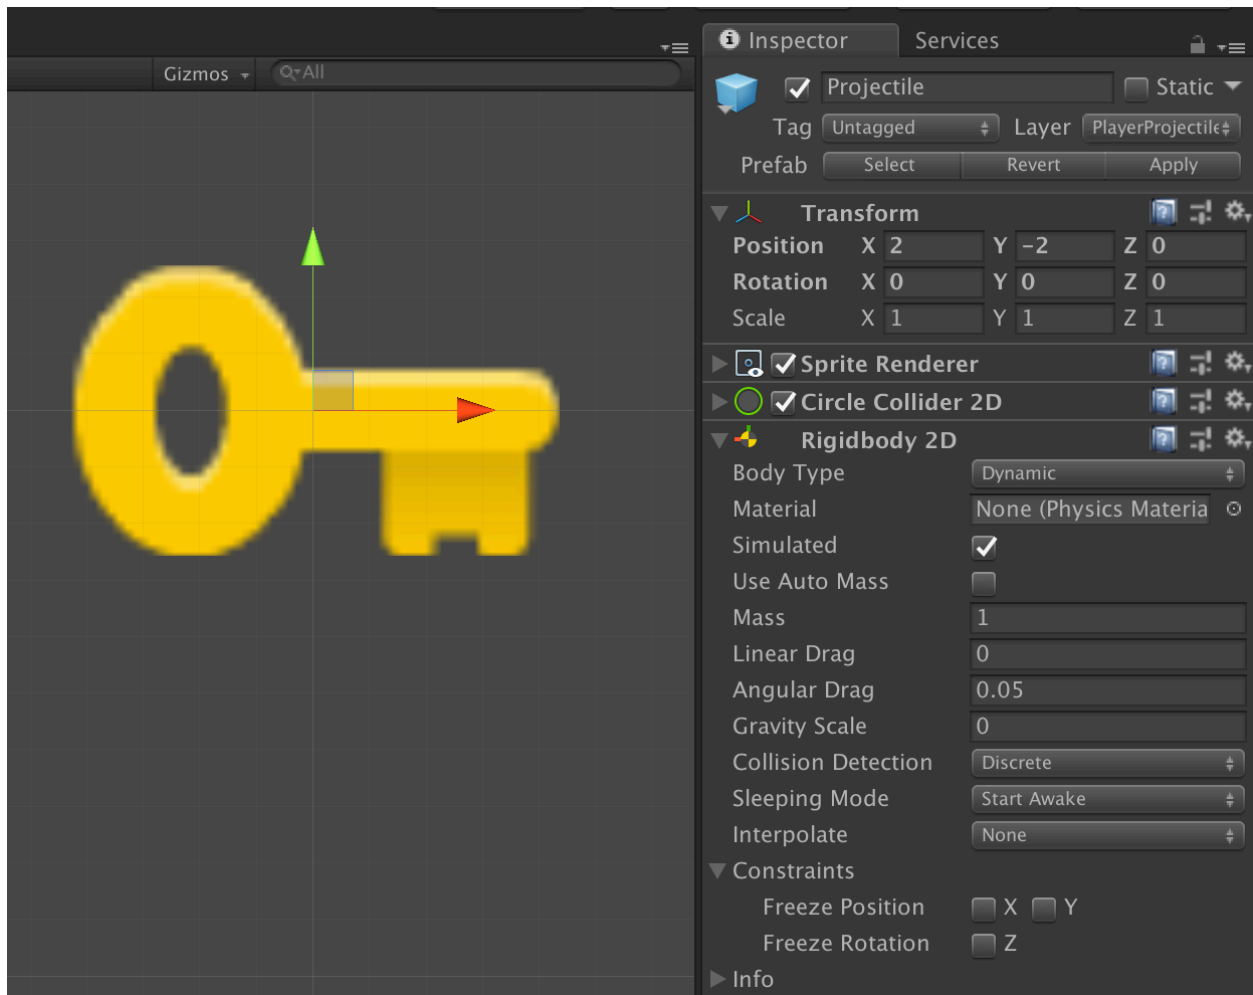 Inspector Services
Gizmos All
Projectile Static
Tag Untagged Layer PlayerProjectile
Prefab Select Revert Apply
Transform
Position X 2 Y -2 Z 0
Rotation X 0 Y 0 Z 0
Scale X 1 Y 1 Z 1
Sprite Renderer
Circle Collider 2D
Rigidbody 2D
Body Type Dynamic
Material None (Physics Materia
Simulated
Use Auto Mass
Mass 1
Linear Drag 0
Angular Drag 0.05
Gravity Scale 0
Collision Detection Discrete
Sleeping Mode Start Awake
Interpolate None
Constraints
Freeze Position X Y
Freeze Rotation Z
Info